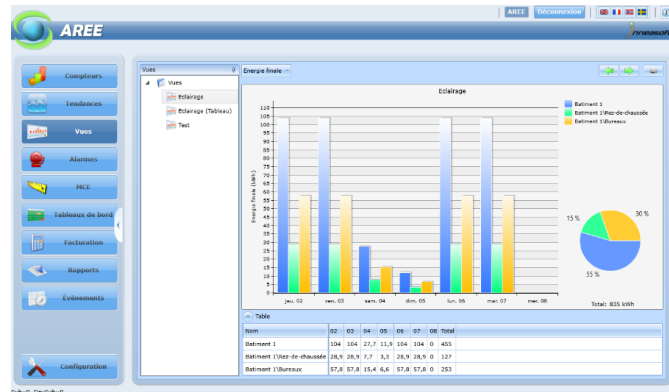 AREE Déconnexion
AREE
Inneasoft
Compteurs
Tendances
Vues
Alarmes
MCE
Tableaux de bord
Facturation
Rapports
Évènements
Configuration
Vues
Vues
Eclairage
Eclairage (Tableau)
Test
Energie finale
Eclairage
Energie finale (kWh)
110
105
100
95
90
85
80
75
70
65
60
55
50
45
40
35
30
25
20
15
10
5
0
jeu. 02 ven. 03 sam. 04 dim. 05 lun. 06 mar. 07 mer. 08
Batiment 1
Batiment 1\Rez-de-chaussée
Batiment 1\Bureaux
15 % 30 %
55 %
Total: 835 kWh
Table
Nom 02 03 04 05 06 07 08 Total
Batiment 1 104 104 27,7 11,9 104 104 0 455
Batiment 1\Rez-de-chaussée 28,9 28,9 7,7 3,3 28,9 28,9 0 127
Batiment 1\Bureaux 57,8 57,8 15,4 6,6 57,8 57,8 0 253